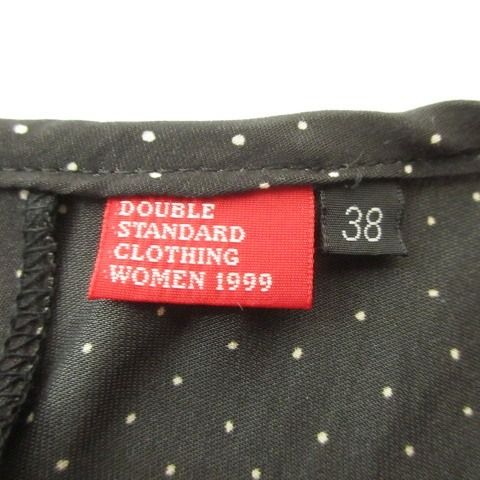 DOUBLE
STANDARD
CLOTHING
WOMEN 1999
38